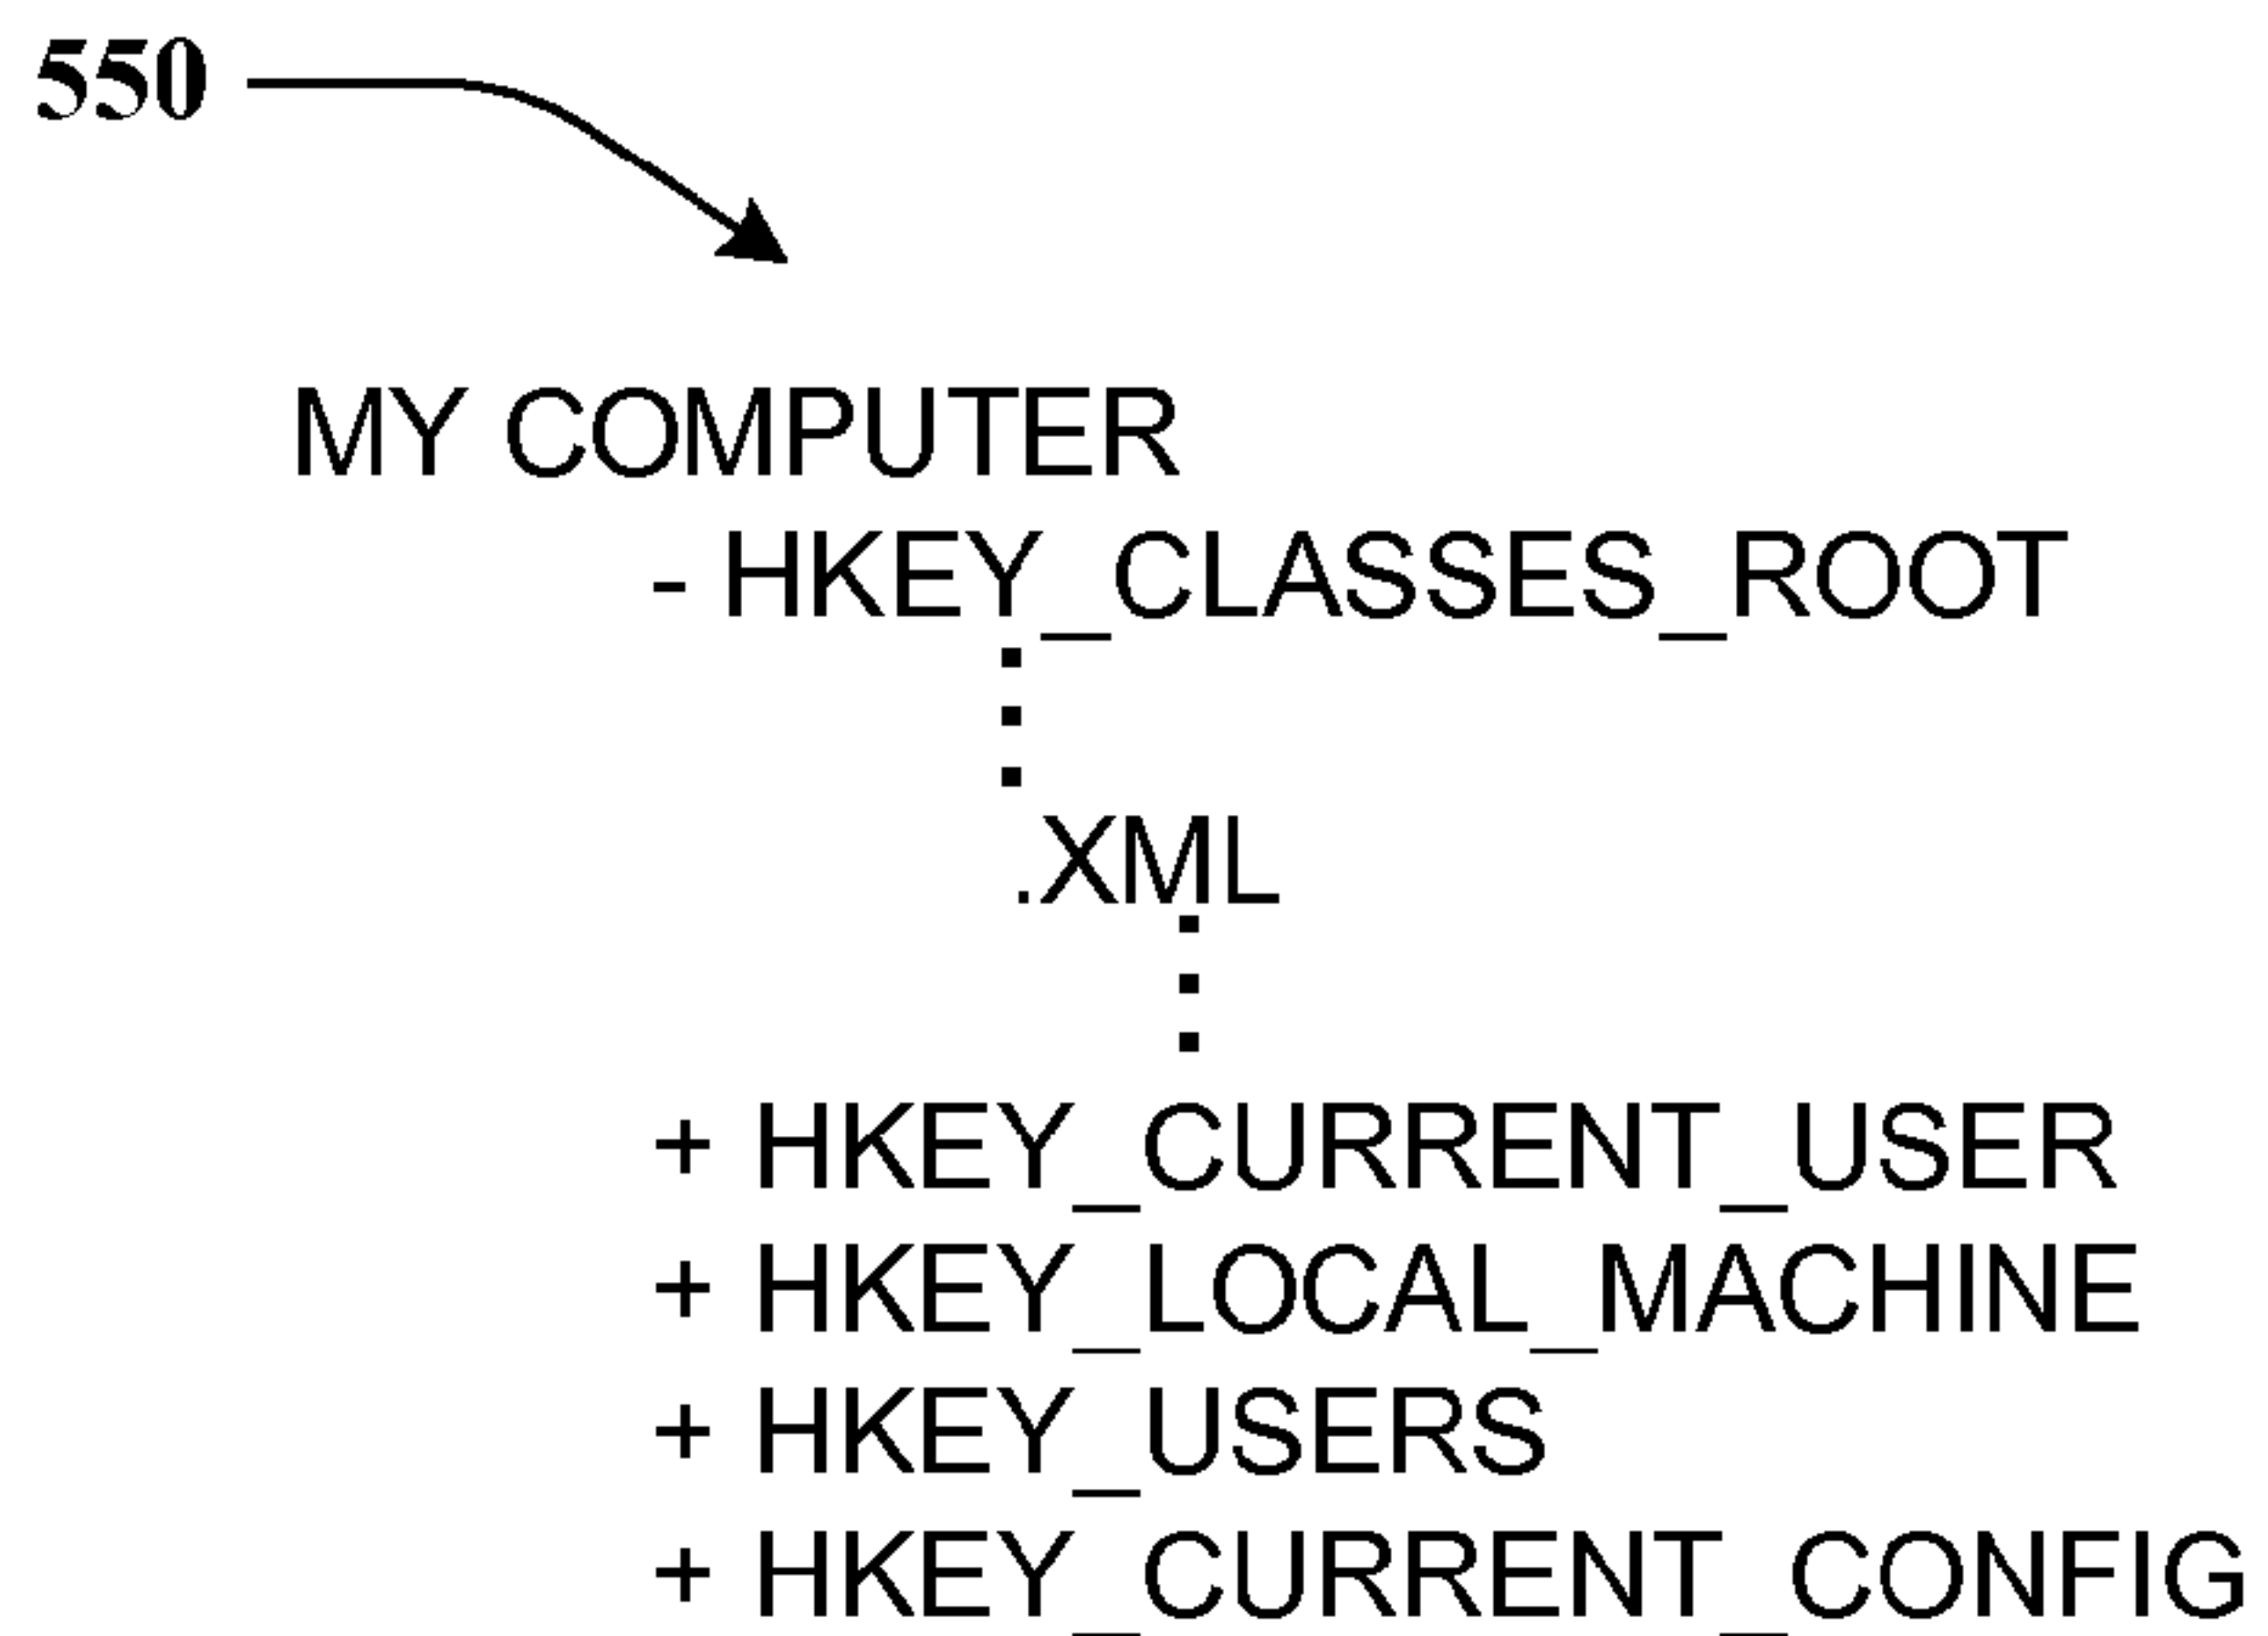 550
MY COMPUTER
- HKEY_CLASSES_ROOT
.XML
+ HKEY_CURRENT_USER
+ HKEY_LOCAL_MACHINE
+ HKEY_USERS
+ HKEY_CURRENT_CONFIG